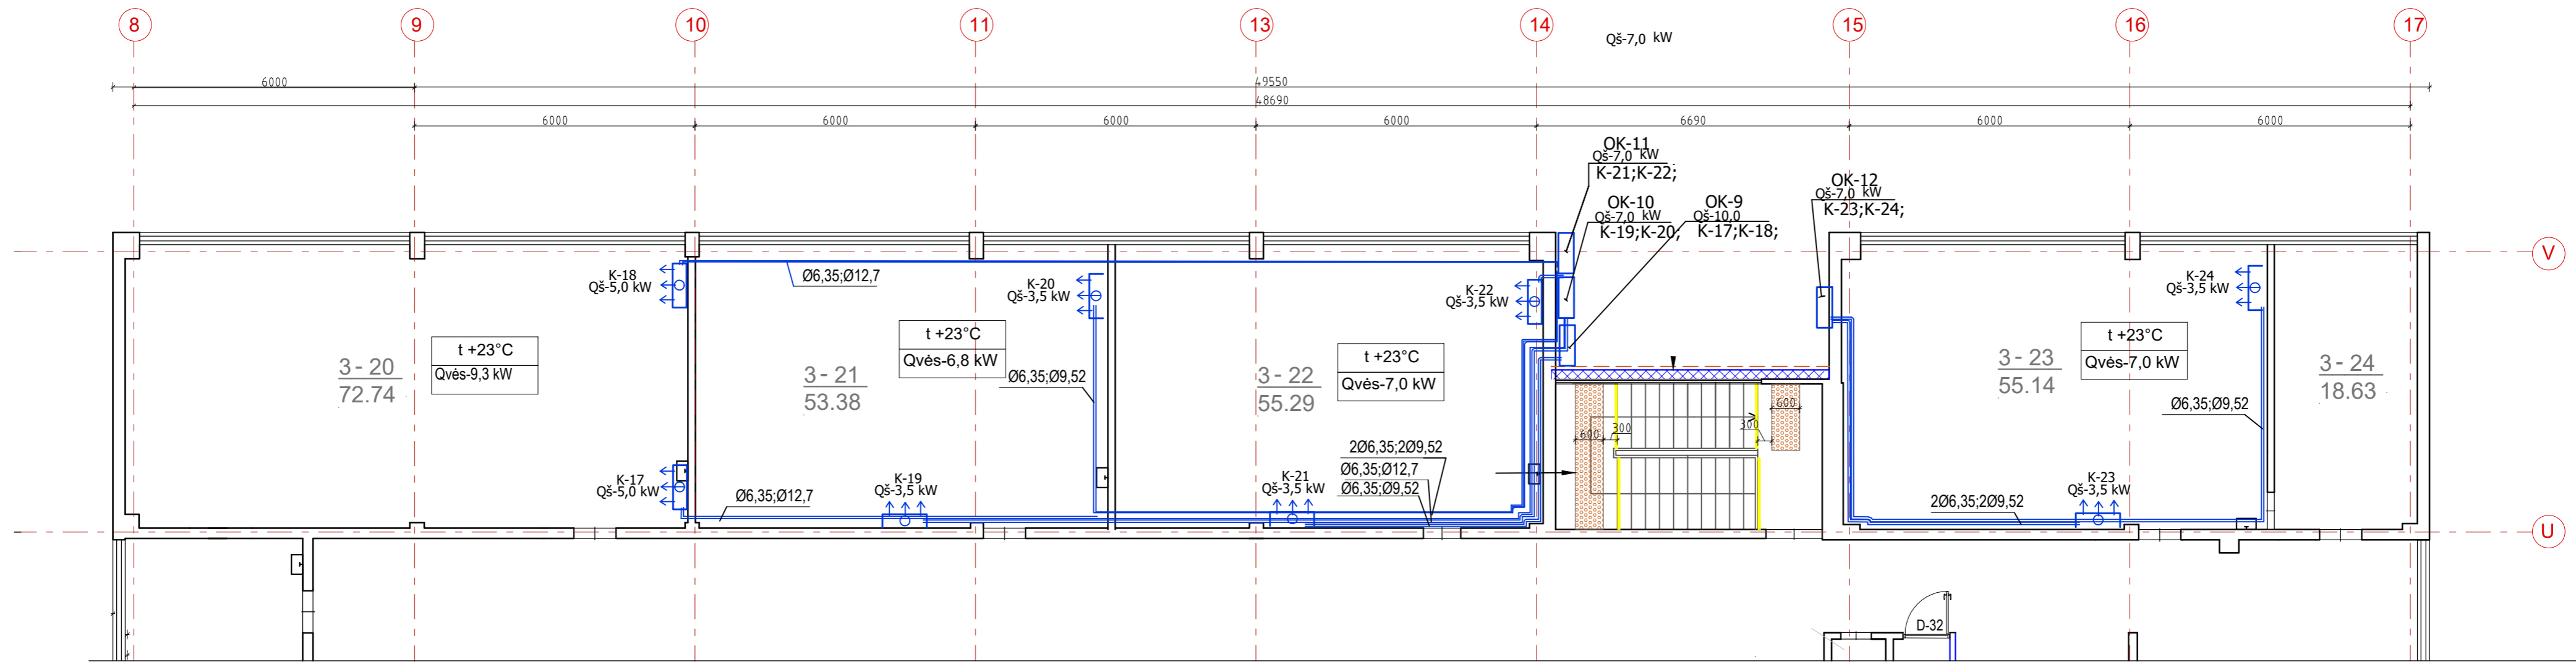 8
9
10
11
13
14
15
16
17
Qš-7,0 kW
6000
49550
48690
6000
6000
6000
6000
6690
6000
6000
OK-11
Qš-7,0 kW
K-21;K-22;
OK-10
Qš-7,0 kW
K-19;K-20;
OK-9
Qš-10,0
K-17;K-18;
OK-12
Qš-7,0 kW
K-23;K-24;
V
K-18
Qš-5,0 kW
Ø6,35;Ø12,7
K-20
Qš-3,5 kW
K-22
Qš-3,5 kW
K-24
Qš-3,5 kW
t +23°C
Qvės-9,3 kW
t +23°C
Qvės-6,8 kW
t +23°C
Qvės-7,0 kW
t +23°C
Qvės-7,0 kW
3-20
72.74
3-21
53.38
Ø6,35;Ø9,52
3-22
55.29
3-23
55.14
3-24
18.63
Ø6,35;Ø9,52
600
300
300
600
2Ø6,35;2Ø9,52
Ø6,35;Ø12,7
Ø6,35;Ø9,52
K-17
Qš-5,0 kW
Ø6,35;Ø12,7
K-19
Qš-3,5 kW
K-21
Qš-3,5 kW
2Ø6,35;2Ø9,52
K-23
Qš-3,5 kW
U
D-32